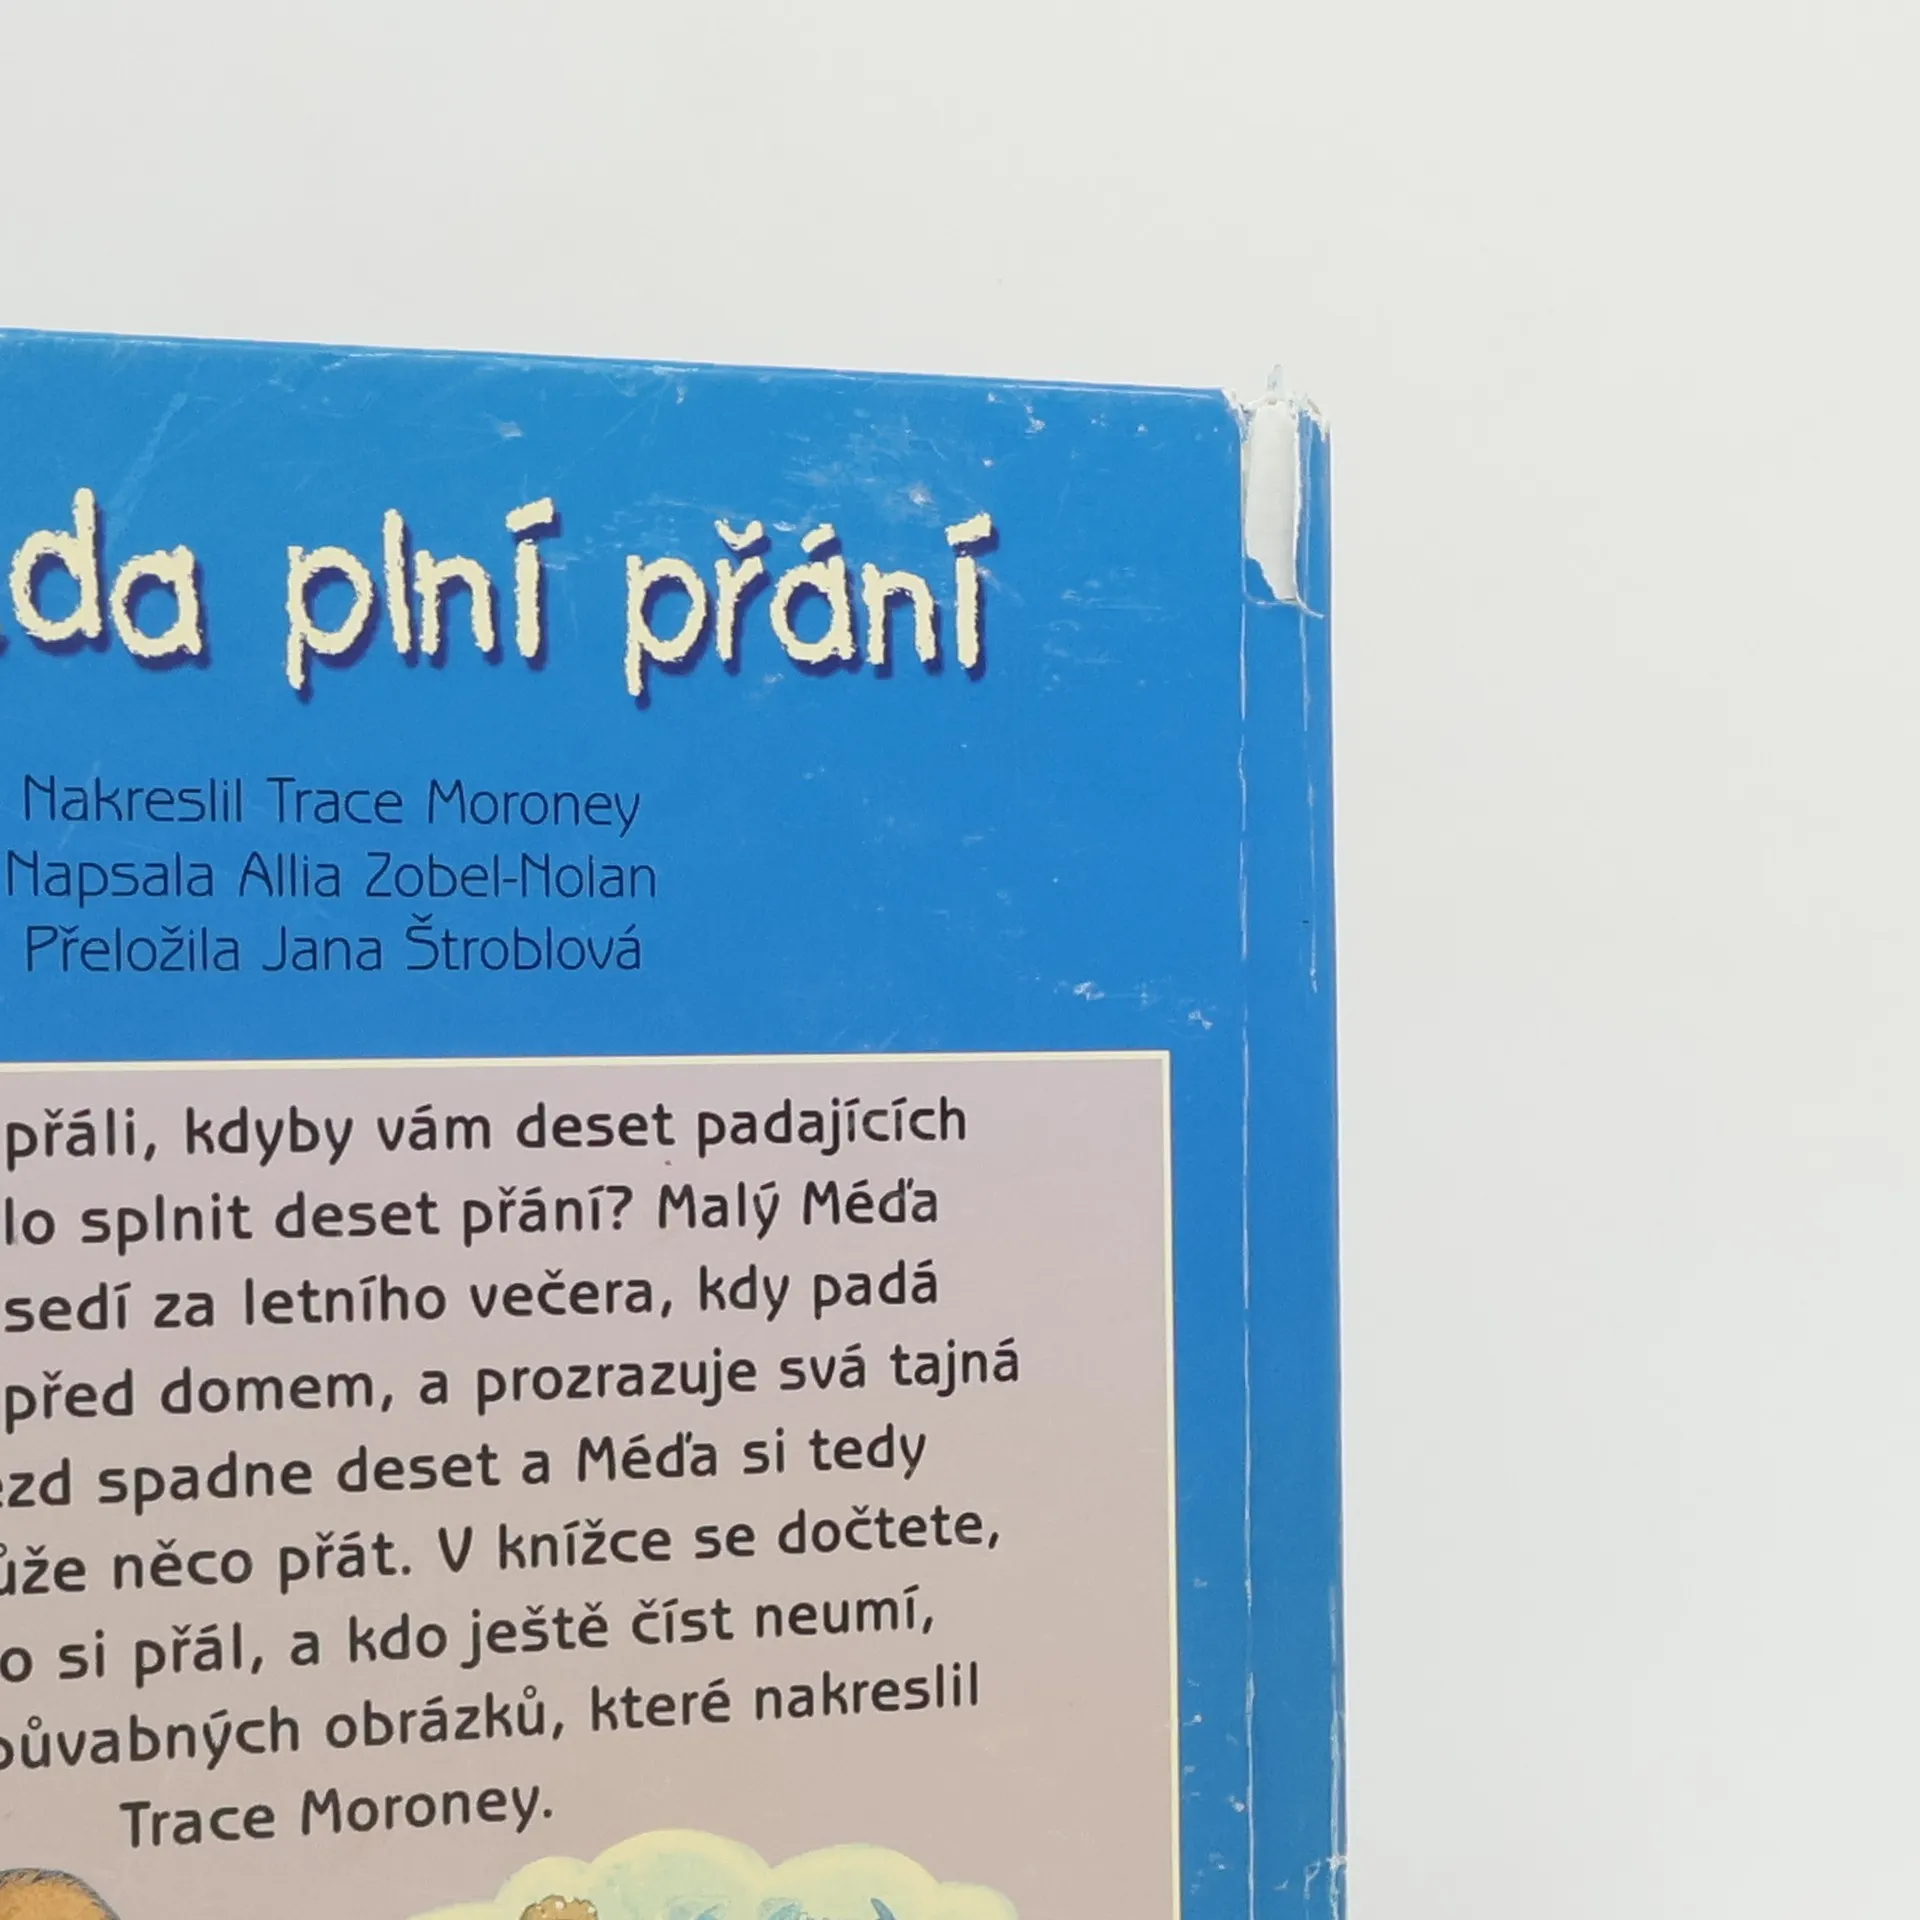 da plní přání
Nakreslil Trace Moroney
Napsala Allia Zobel-Nolan
Přeložila Jana Štroblová
přáli, kdyby vám deset padajících
lo splnit deset přání? Malý Méďa
sedí za letního večera, kdy padá
před domem, a prozrazuje svá tajná
zd spadne deset a Méďa si tedy
ůže něco přát. V knížce se dočtete,
o si přál, a kdo ještě číst neumí,
ůvabných obrázků, které nakreslil
Trace Moroney.